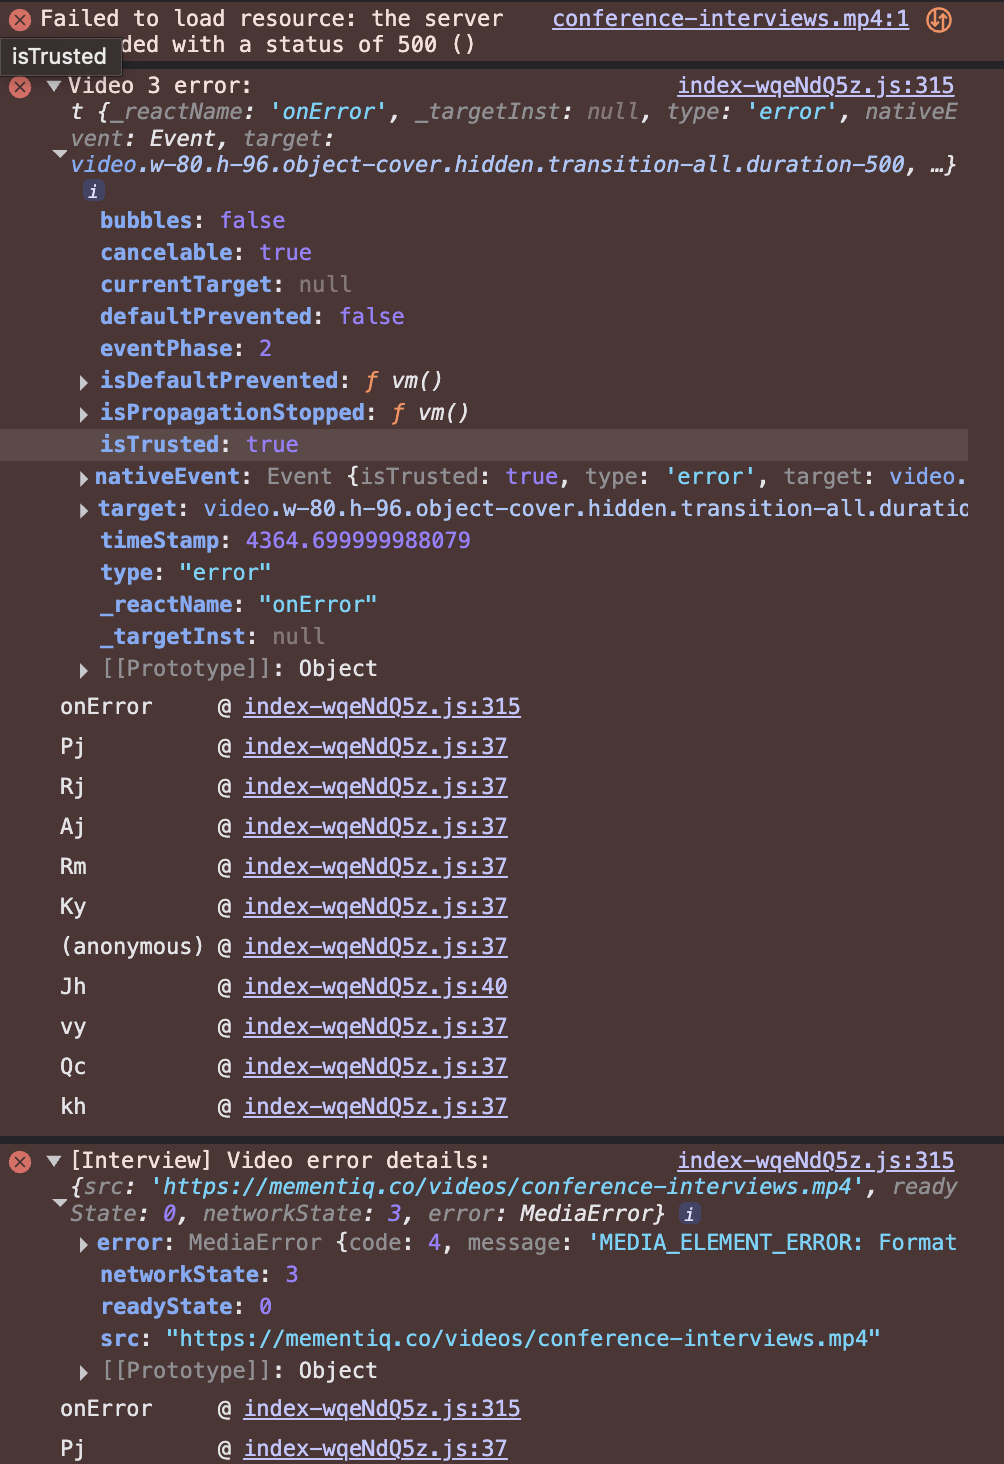 Failed to load resource: the server conference-interviews.mp4:1
ded with a status of 500 ()
isTrusted
Video 3 error: index-wqeNdQ5z.js:315
t {_reactName: 'onError', _targetInst: null, type: 'error', nativeE
vent: Event, target:
video.w-80.h-96.object-cover.hidden.transition-all.duration-500, …}
i
bubbles: false
cancelable: true
currentTarget: null
defaultPrevented: false
eventPhase: 2
isDefaultPrevented: ƒ vm()
isPropagationStopped: ƒ vm()
isTrusted: true
nativeEvent: Event {isTrusted: true, type: 'error', target: video.
target: video.w-80.h-96.object-cover.hidden.transition-all.duratio
timeStamp: 4364.699999988079
type: "error"
_reactName: "onError"
_targetInst: null
[[Prototype]]: Object
onError @ index-wqeNdQ5z.js:315
Pj @ index-wqeNdQ5z.js:37
Rj @ index-wqeNdQ5z.js:37
Aj @ index-wqeNdQ5z.js:37
Rm @ index-wqeNdQ5z.js:37
Ky @ index-wqeNdQ5z.js:37
(anonymous) @ index-wqeNdQ5z.js:37
Jh @ index-wqeNdQ5z.js:40
vy @ index-wqeNdQ5z.js:37
Qc @ index-wqeNdQ5z.js:37
kh @ index-wqeNdQ5z.js:37
[Interview] Video error details: index-wqeNdQ5z.js:315
{src: 'https://mementiq.co/videos/conference-interviews.mp4', ready
State: 0, networkState: 3, error: MediaError} i
error: MediaError {code: 4, message: 'MEDIA_ELEMENT_ERROR: Format
networkState: 3
readyState: 0
src: "https://mementiq.co/videos/conference-interviews.mp4"
[[Prototype]]: Object
onError @ index-wqeNdQ5z.js:315
Pj @ index-wqeNdQ5z.js:37